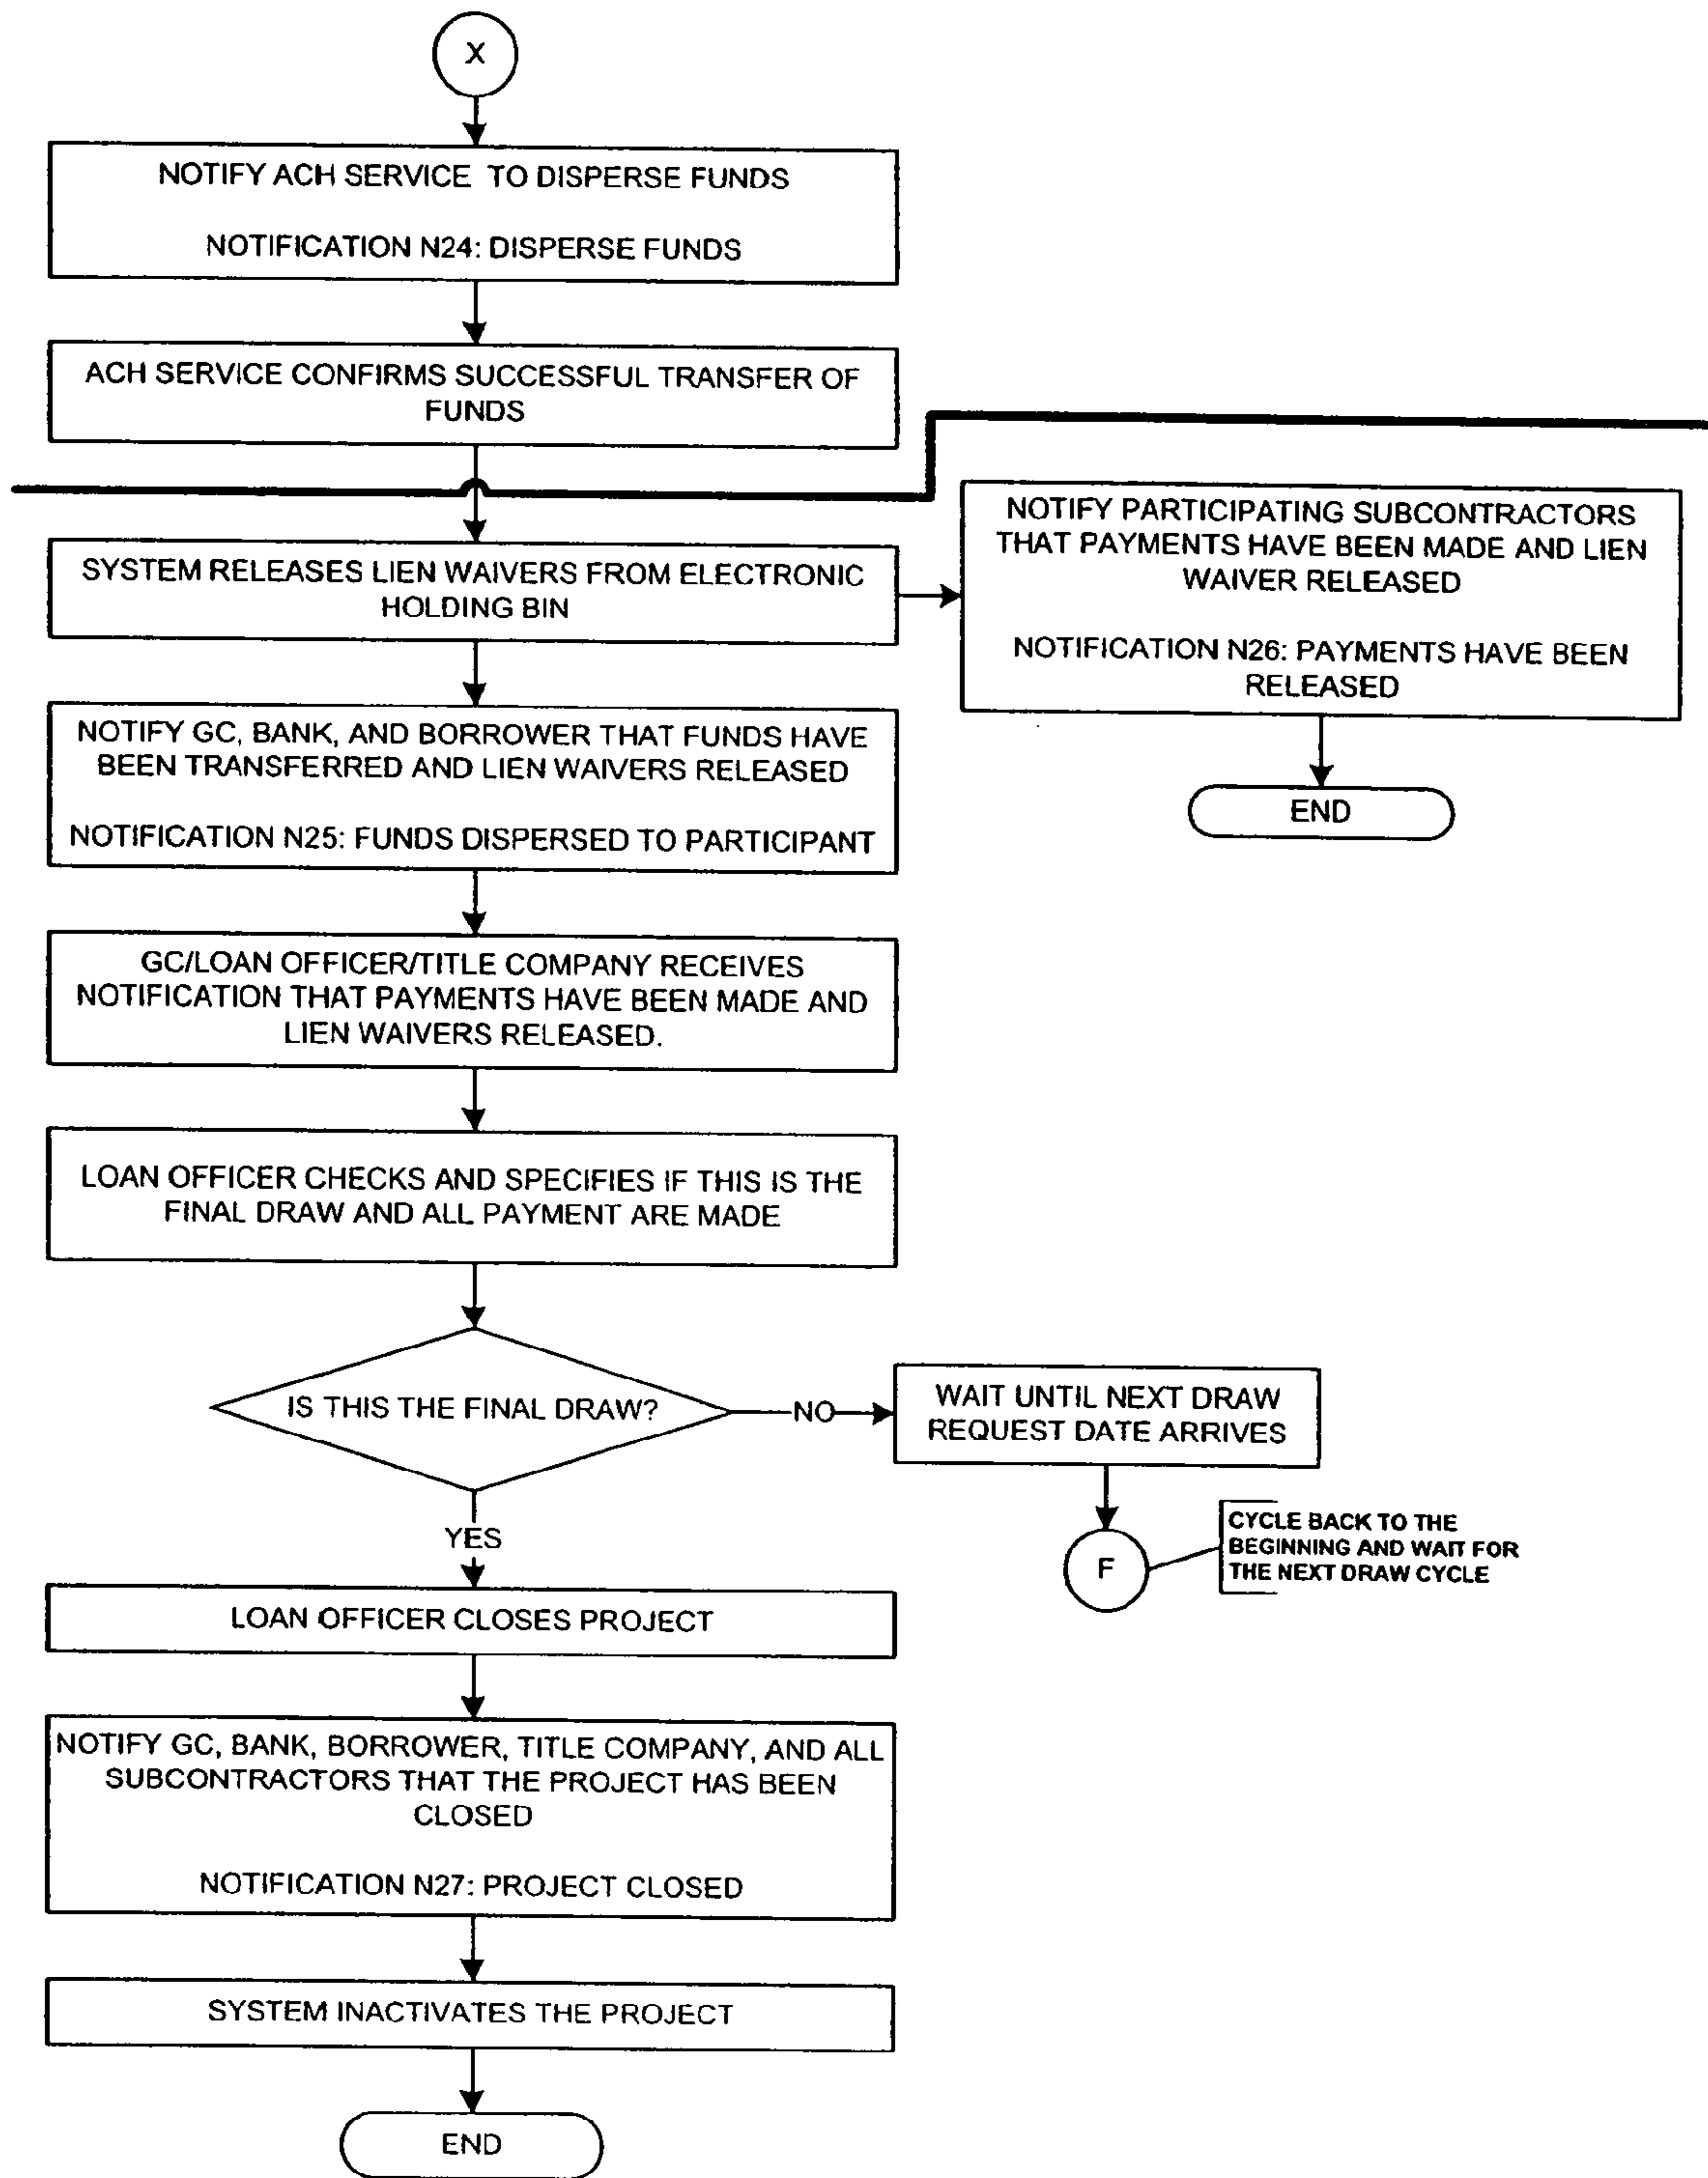 X
NOTIFY ACH SERVICE TO DISPERSE FUNDS
NOTIFICATION N24: DISPERSE FUNDS
ACH SERVICE CONFIRMS SUCCESSFUL TRANSFER OF
FUNDS
SYSTEM RELEASES LIEN WAIVERS FROM ELECTRONIC
HOLDING BIN
NOTIFY PARTICIPATING SUBCONTRACTORS
THAT PAYMENTS HAVE BEEN MADE AND LIEN
WAIVER RELEASED
NOTIFICATION N26: PAYMENTS HAVE BEEN
RELEASED
END
NOTIFY GC, BANK, AND BORROWER THAT FUNDS HAVE
BEEN TRANSFERRED AND LIEN WAIVERS RELEASED
NOTIFICATION N25: FUNDS DISPERSED TO PARTICIPANT
GC/LOAN OFFICER/TITLE COMPANY RECEIVES
NOTIFICATION THAT PAYMENTS HAVE BEEN MADE AND
LIEN WAIVERS RELEASED.
LOAN OFFICER CHECKS AND SPECIFIES IF THIS IS THE
FINAL DRAW AND ALL PAYMENT ARE MADE
IS THIS THE FINAL DRAW?
NO
WAIT UNTIL NEXT DRAW
REQUEST DATE ARRIVES
F
CYCLE BACK TO THE
BEGINNING AND WAIT FOR
THE NEXT DRAW CYCLE
YES
LOAN OFFICER CLOSES PROJECT
NOTIFY GC, BANK, BORROWER, TITLE COMPANY, AND ALL
SUBCONTRACTORS THAT THE PROJECT HAS BEEN
CLOSED
NOTIFICATION N27: PROJECT CLOSED
SYSTEM INACTIVATES THE PROJECT
END